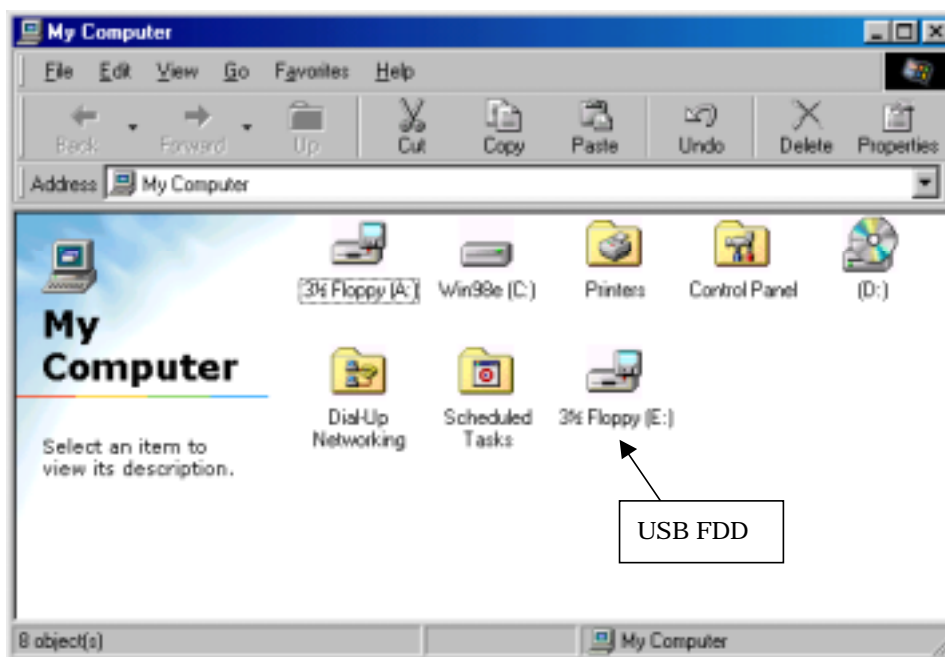 My Computer
File Edit View Go Favorites Help
Back Forward Up Cut Copy Paste Undo Delete Properties
Address My Computer
3½ Floppy (A:) Win98e (C:) Printers Control Panel (D:)
My
Computer
Dial-Up Networking Scheduled Tasks 3½ Floppy (E:)
Select an item to
view its description.
USB FDD
8 object(s) My Computer